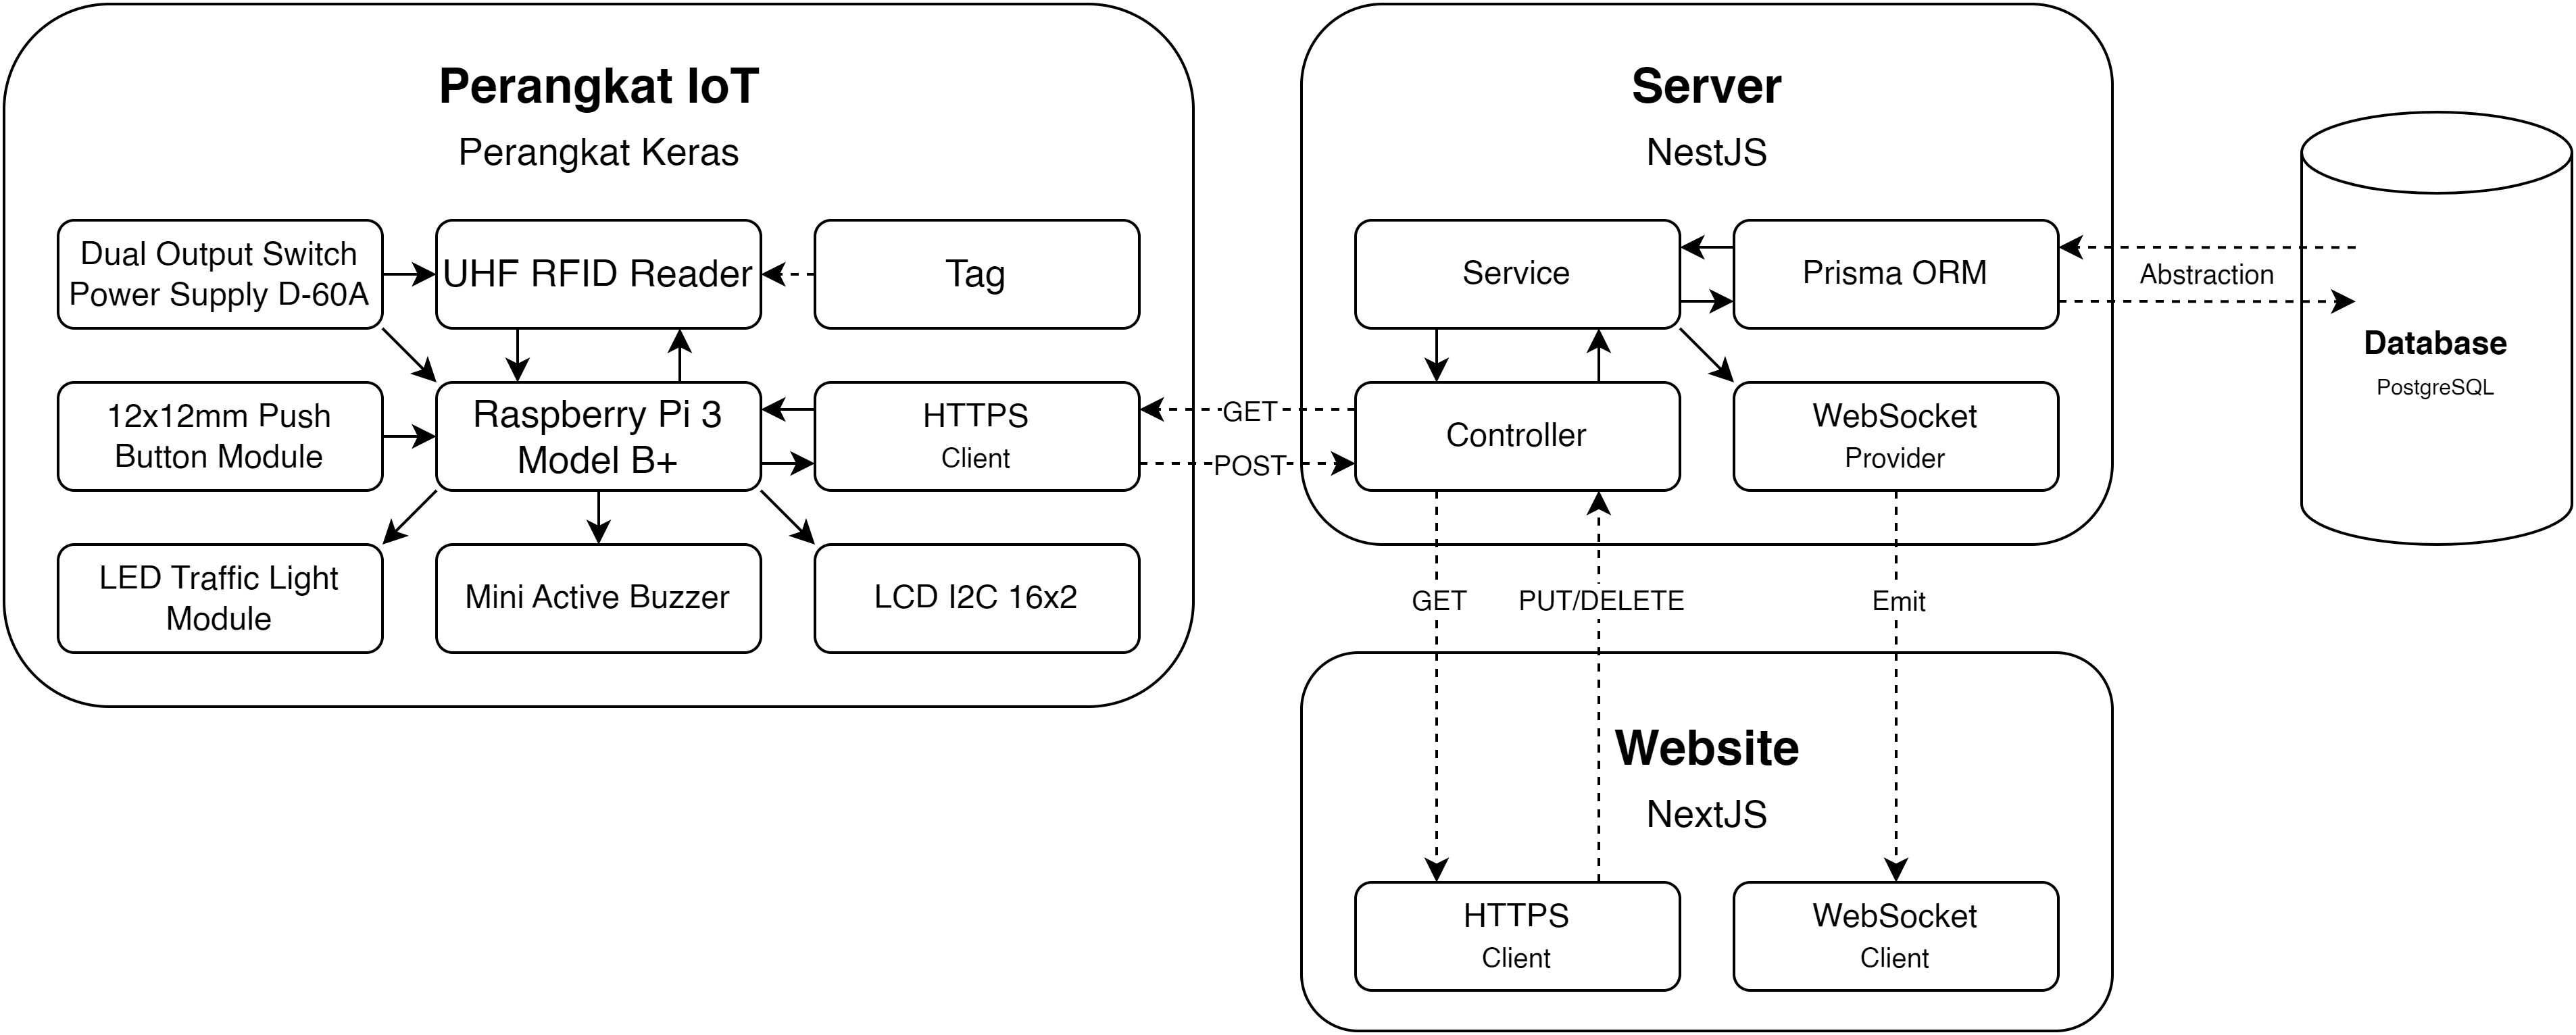 Perangkat IoT
Perangkat Keras
Dual Output Switch
Power Supply D-60A
UHF RFID Reader
Tag
12x12mm Push
Button Module
Raspberry Pi 3
Model B+
HTTPS
Client
LED Traffic Light
Module
Mini Active Buzzer
LCD I2C 16x2
GET
POST
Server
NestJS
Service
Prisma ORM
Controller
WebSocket
Provider
Abstraction
Database
PostgreSQL
GET
PUT/DELETE
Emit
Website
NextJS
HTTPS
Client
WebSocket
Client